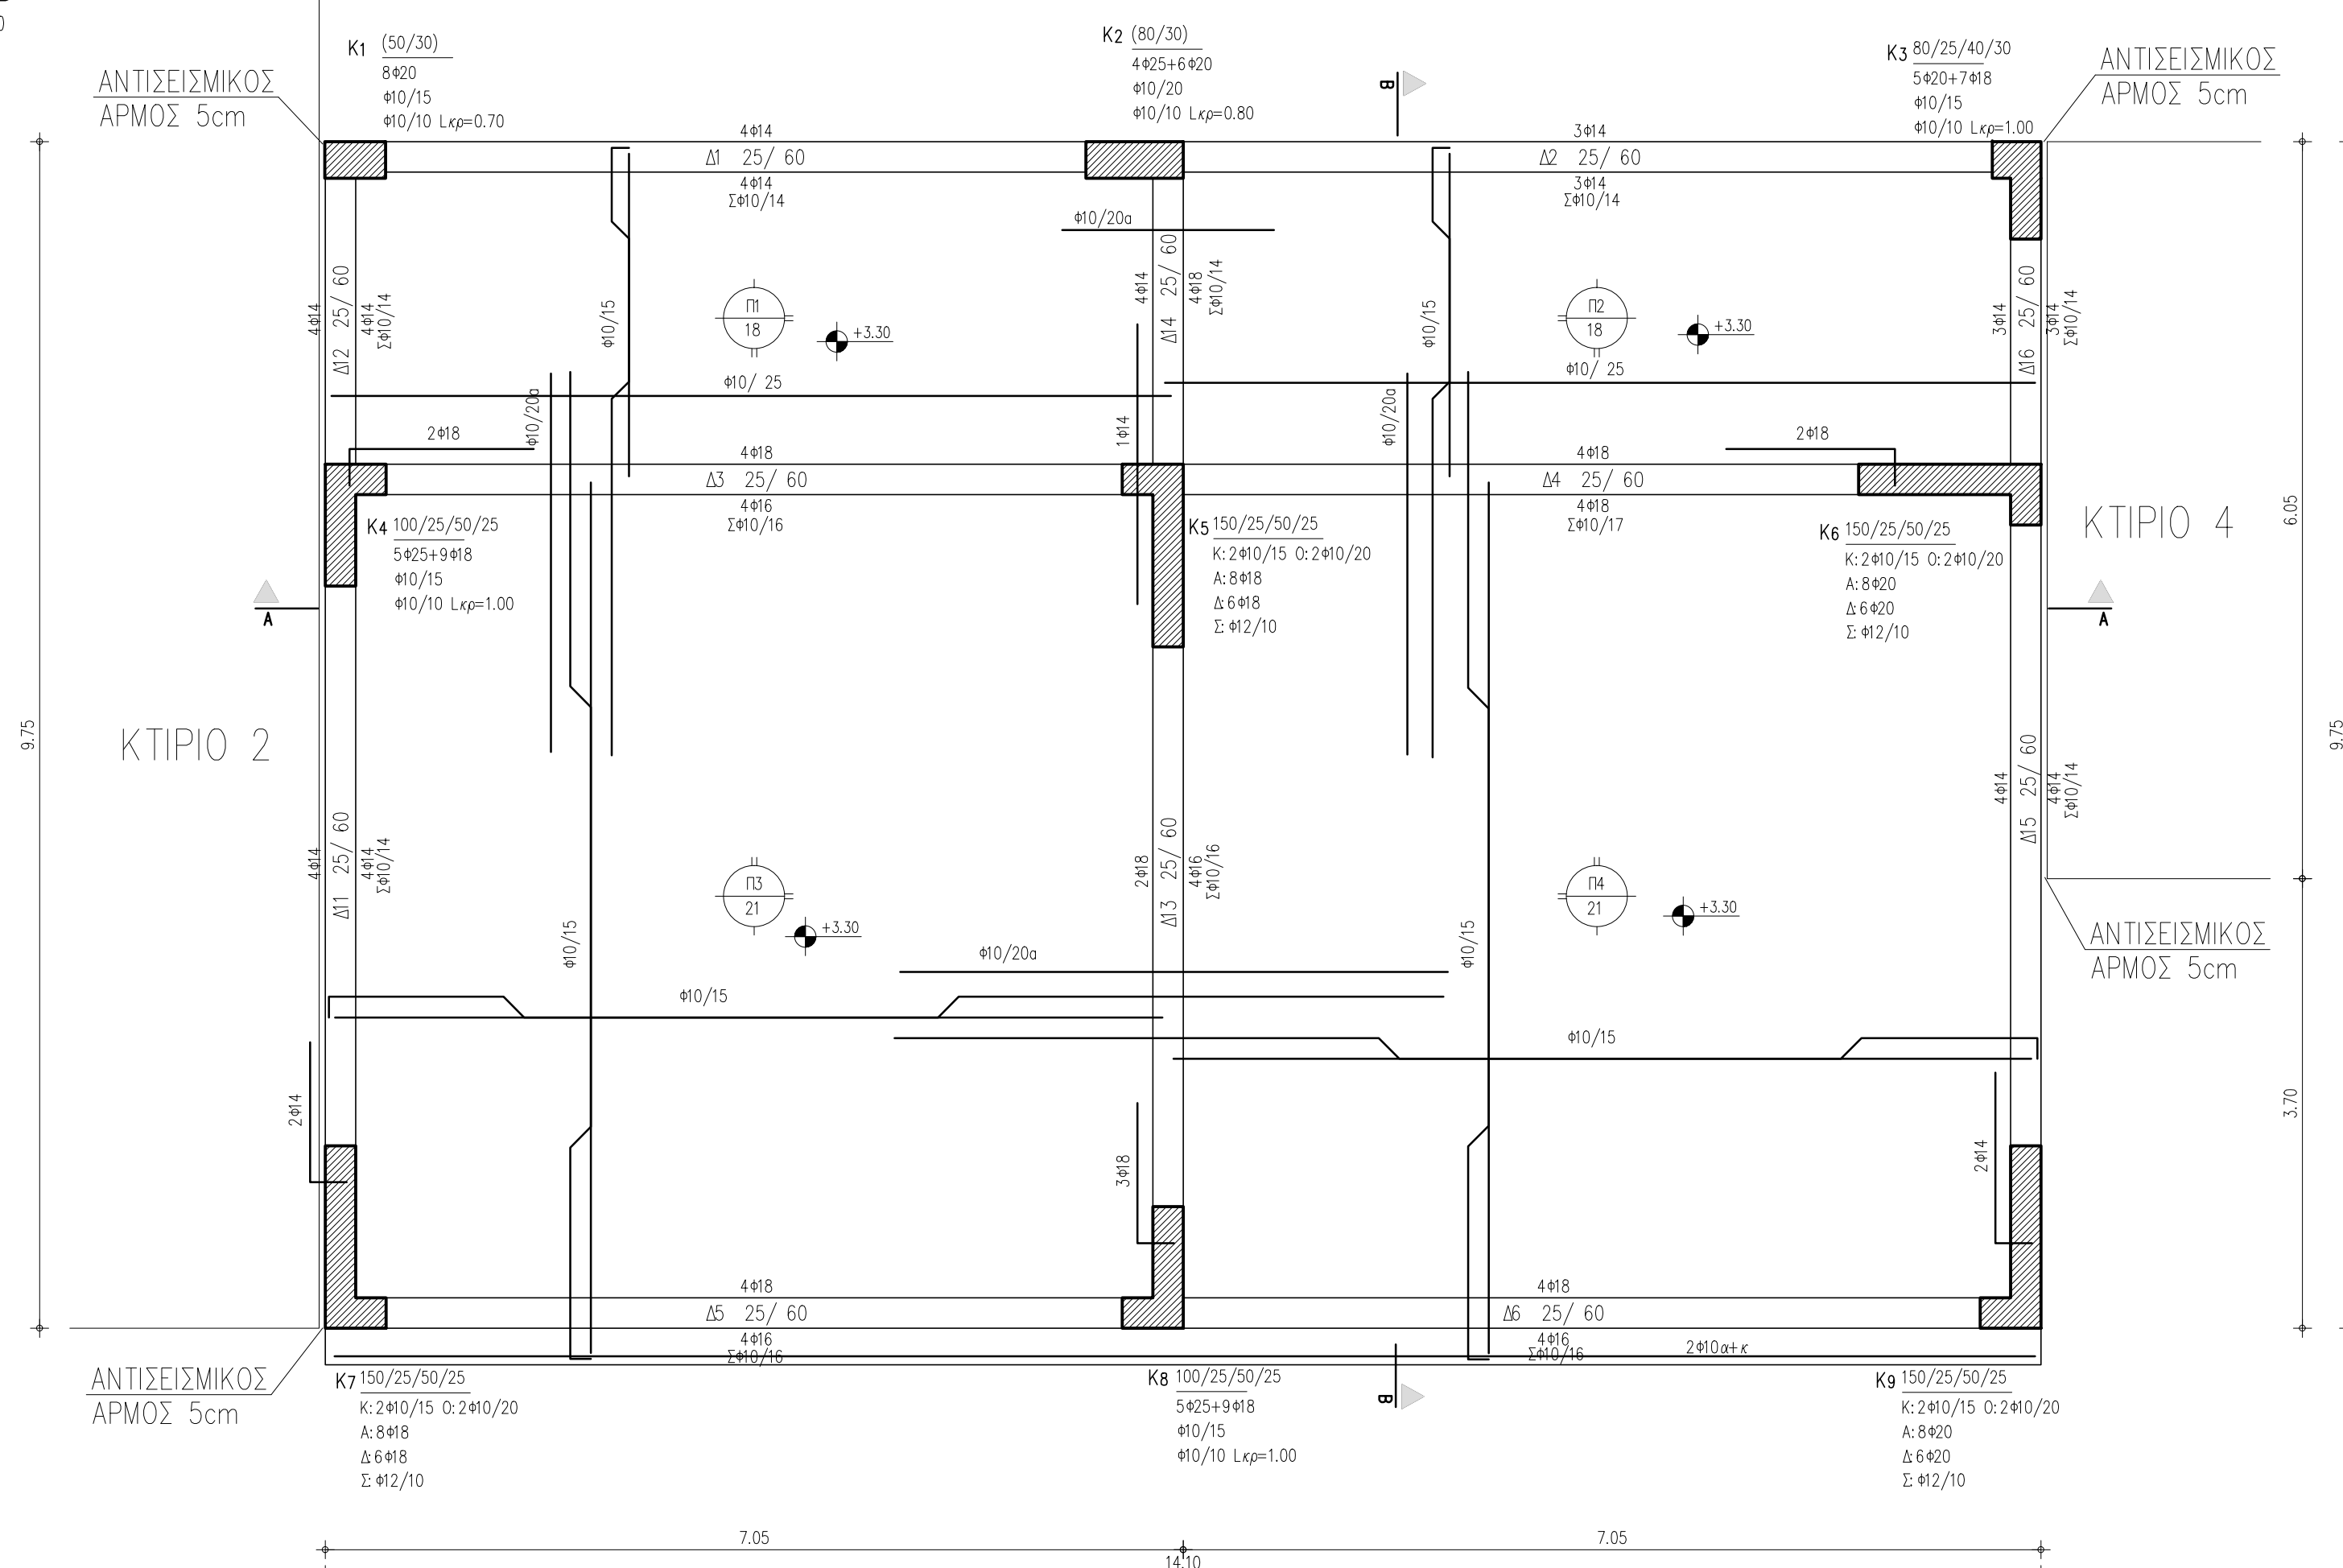 K1 (50/30)
8Φ20
Φ10/15
Φ10/10 Lκρ=0.70
K2 (80/30)
4Φ25+6Φ20
Φ10/20
Φ10/10 Lκρ=0.80
K3 80/25/40/30
5Φ20+7Φ18
Φ10/15
Φ10/10 Lκρ=1.00
ΑΝΤΙΣΕΙΣΜΙΚΟΣ
ΑΡΜΟΣ 5cm
ΑΝΤΙΣΕΙΣΜΙΚΟΣ
ΑΡΜΟΣ 5cm
B
4Φ14
Δ1 25/ 60
4Φ14
ΣΦ10/14
3Φ14
Δ2 25/ 60
3Φ14
ΣΦ10/14
Φ10/20α
4Φ14
Δ12 25/ 60
4Φ14
ΣΦ10/14
Φ10/15
Π1
18
+3.30
4Φ14
Δ14 25/ 60
4Φ18
ΣΦ10/14
Φ10/15
Π2
18
+3.30
3Φ14
Δ16 25/ 60
3Φ14
ΣΦ10/14
Φ10/ 25
Φ10/ 25
Φ10/20α
Φ10/20α
2Φ18
1Φ14
2Φ18
4Φ18
Δ3 25/ 60
4Φ16
ΣΦ10/16
4Φ18
Δ4 25/ 60
4Φ18
ΣΦ10/17
K4 100/25/50/25
5Φ25+9Φ18
Φ10/15
Φ10/10 Lκρ=1.00
K5 150/25/50/25
K: 2Φ10/15 O: 2Φ10/20
A: 8Φ18
Δ: 6Φ18
Σ: Φ12/10
K6 150/25/50/25
K: 2Φ10/15 O: 2Φ10/20
A: 8Φ20
Δ: 6Φ20
Σ: Φ12/10
ΚΤΙΡΙΟ 4
6.05
A
A
9.75
ΚΤΙΡΙΟ 2
9.75
4Φ14
Δ11 25/ 60
4Φ14
ΣΦ10/14
Φ10/15
Π3
21
+3.30
2Φ18
Δ13 25/ 60
4Φ16
ΣΦ10/16
Φ10/15
Π4
21
+3.30
4Φ14
Δ15 25/ 60
4Φ14
ΣΦ10/14
ΑΝΤΙΣΕΙΣΜΙΚΟΣ
ΑΡΜΟΣ 5cm
Φ10/20α
Φ10/15
Φ10/15
2Φ14
3Φ18
2Φ14
3.70
4Φ18
Δ5 25/ 60
4Φ16
ΣΦ10/16
4Φ18
Δ6 25/ 60
4Φ16
ΣΦ10/16
2Φ10α+κ
ΑΝΤΙΣΕΙΣΜΙΚΟΣ
ΑΡΜΟΣ 5cm
K7 150/25/50/25
K: 2Φ10/15 O: 2Φ10/20
A: 8Φ18
Δ: 6Φ18
Σ: Φ12/10
K8 100/25/50/25
5Φ25+9Φ18
Φ10/15
Φ10/10 Lκρ=1.00
B
K9 150/25/50/25
K: 2Φ10/15 O: 2Φ10/20
A: 8Φ20
Δ: 6Φ20
Σ: Φ12/10
7.05
7.05
14.10